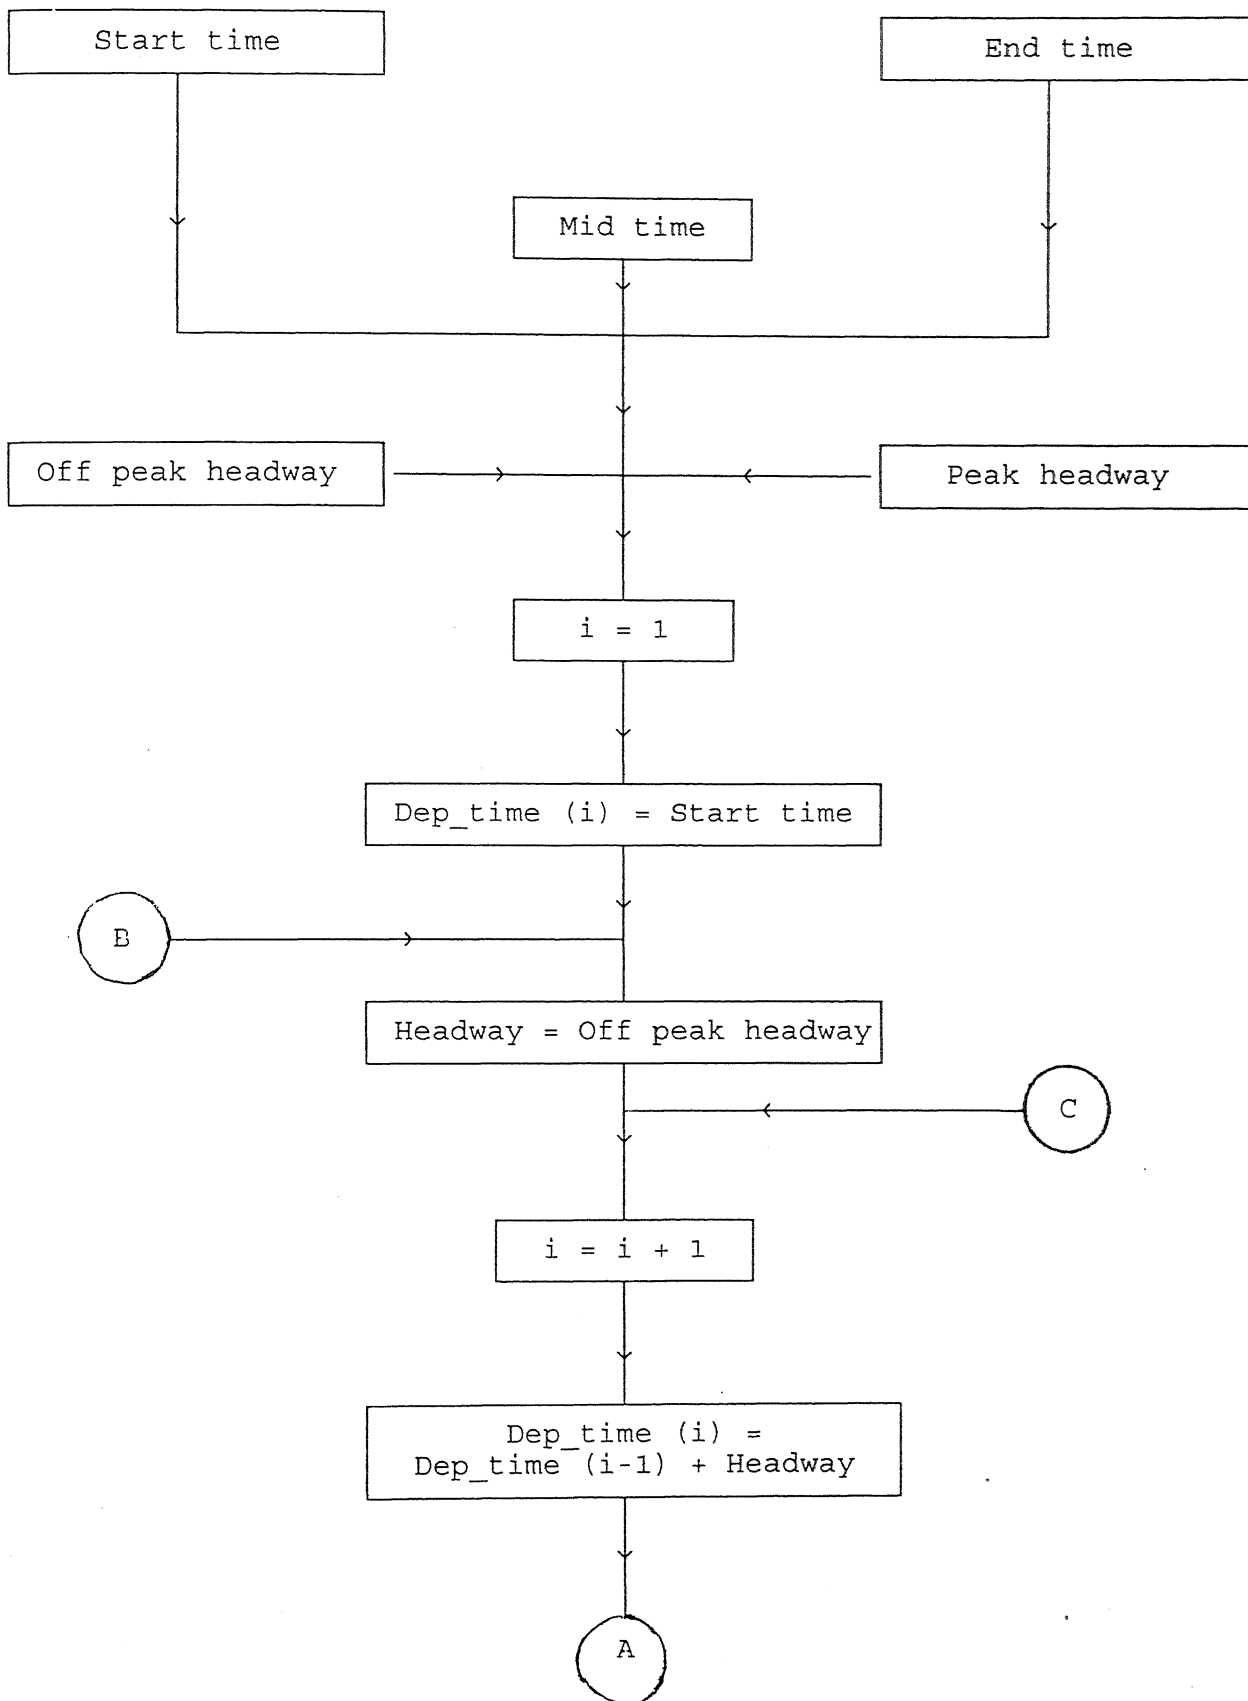 Start time
End time
Mid time
Off peak headway
Peak headway
i = 1
Dep_time (i) = Start time
B
Headway = Off peak headway
C
i = i + 1
Dep_time (i) =
Dep_time (i-1) + Headway
A